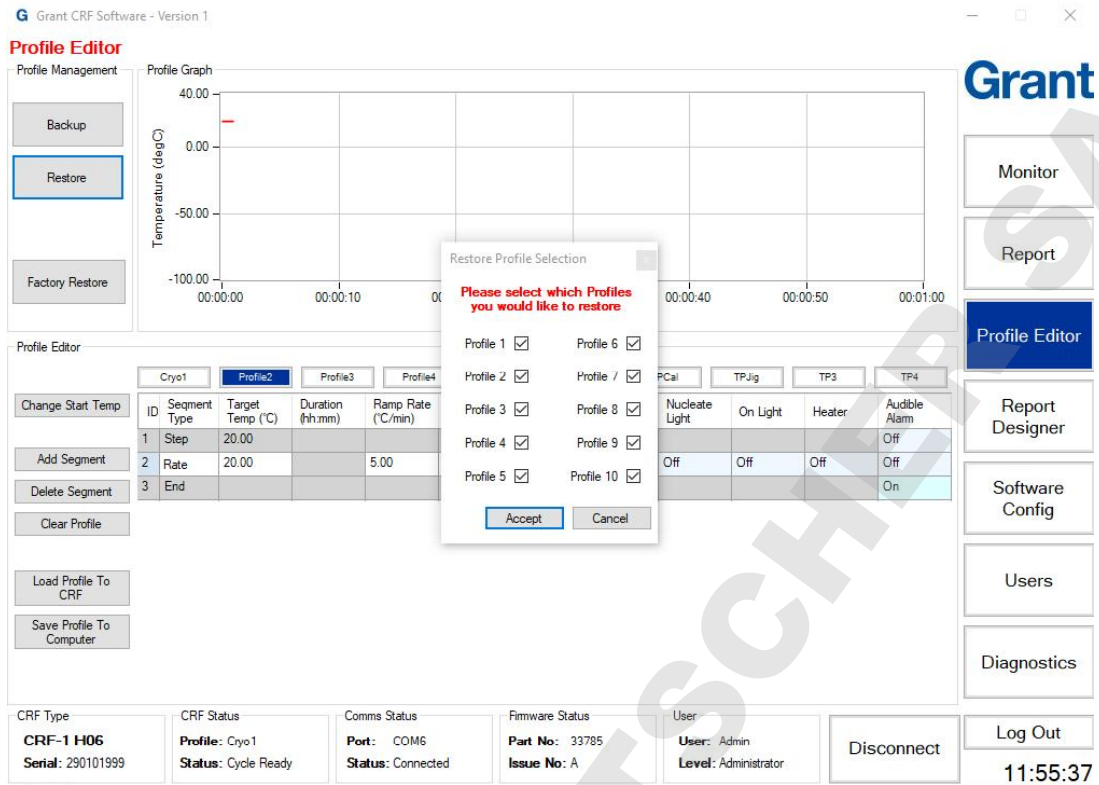 G Grant CRF Software - Version 1
Profile Editor
Profile Management
Backup
Restore
Factory Restore
Profile Graph
Temperature (degC)
40.00
0.00
-50.00
-100.00
00:00:00
00:00:10
00:00:40
00:00:50
00:01:00
Grant
Monitor
Report
Profile Editor
Report
Designer
Software
Config
Users
Diagnostics
Restore Profile Selection
Please select which Profiles
you would like to restore
Profile 1 Profile 6
Profile 2 Profile 7
Profile 3 Profile 8
Profile 4 Profile 9
Profile 5 Profile 10
Accept Cancel
Profile Editor
Change Start Temp
Add Segment
Delete Segment
Clear Profile
Load Profile To
CRF
Save Profile To
Computer
Cryo1 Profile2 Profile3 Profile4 PCal TPJig TP3 TP4
ID Segment Type Target Temp (°C) Duration (hh:mm) Ramp Rate (°C/min) Nucleate Light On Light Heater Audible Alarm
1 Step 20.00 Off
2 Rate 20.00 5.00 Off Off Off Off
3 End On
CRF Type
CRF-1 H06
Serial: 290101999
CRF Status
Profile: Cryo1
Status: Cycle Ready
Comms Status
Port: COM6
Status: Connected
Firmware Status
Part No: 33785
Issue No: A
User
User: Admin
Level: Administrator
Disconnect
Log Out
11:55:37